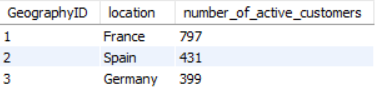 GeographyID location number_of_active_customers
1 France 797
2 Spain 431
3 Germany 399